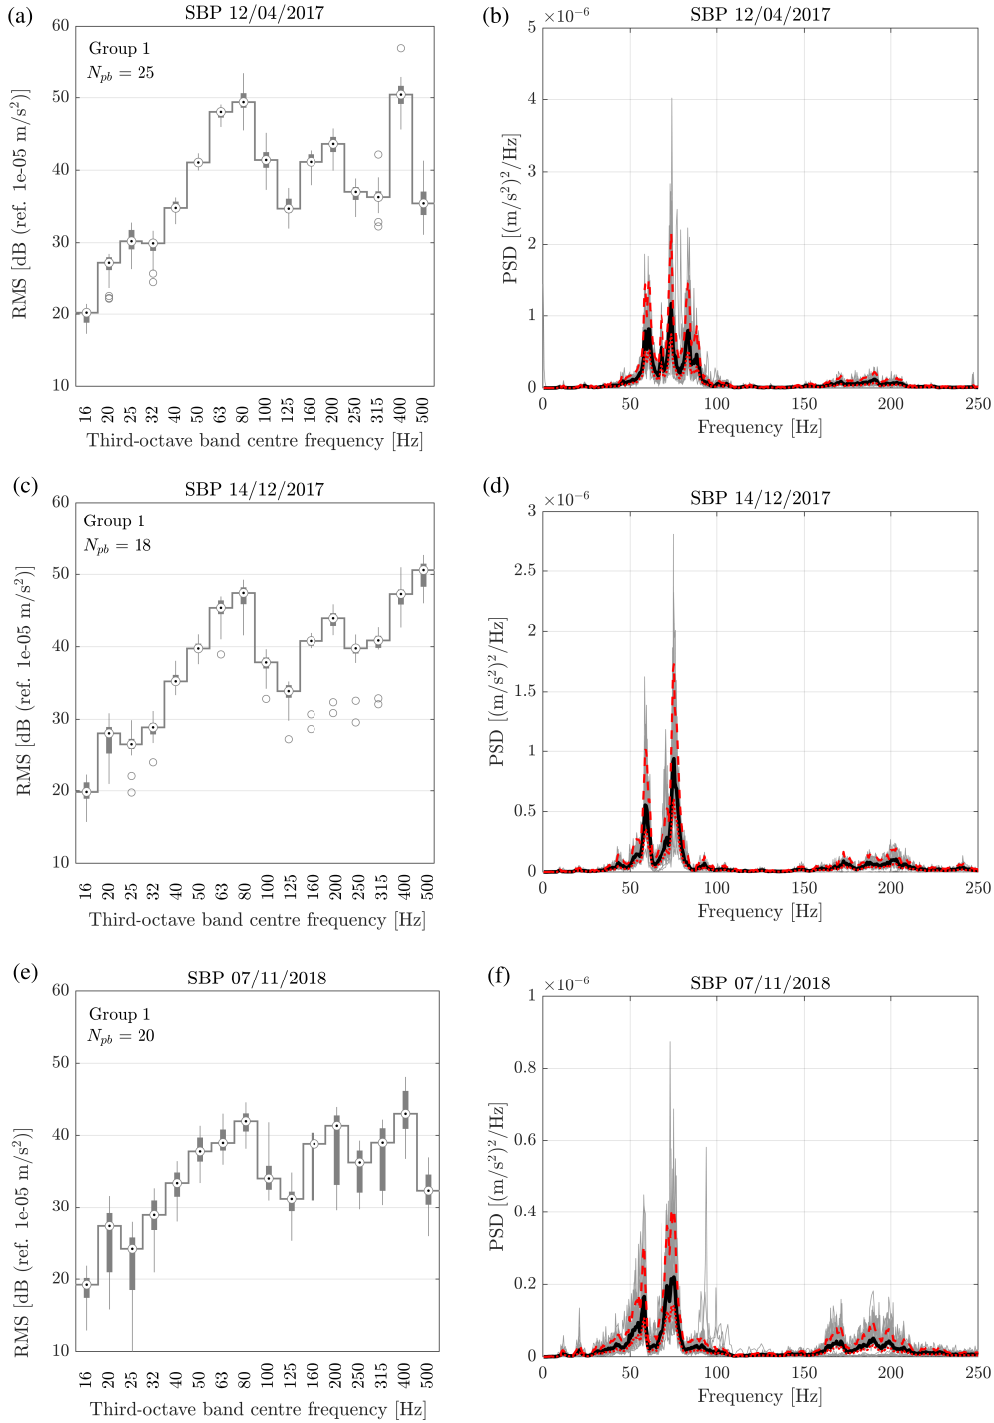 (a)
SBP 12/04/2017
Group 1
N_pb = 25
RMS [dB (ref. 1e-05 m/s²)]
60
50
40
30
20
10
16 20 25 32 40 50 63 80 100 125 160 200 250 315 400 500
Third-octave band centre frequency [Hz]
(b)
SBP 12/04/2017
×10⁻⁶
PSD [(m/s²)²/Hz]
5
4
3
2
1
0
0 50 100 150 200 250
Frequency [Hz]
(c)
SBP 14/12/2017
Group 1
N_pb = 18
RMS [dB (ref. 1e-05 m/s²)]
60
50
40
30
20
10
16 20 25 32 40 50 63 80 100 125 160 200 250 315 400 500
Third-octave band centre frequency [Hz]
(d)
SBP 14/12/2017
×10⁻⁶
PSD [(m/s²)²/Hz]
3
2.5
2
1.5
1
0.5
0
0 50 100 150 200 250
Frequency [Hz]
(e)
SBP 07/11/2018
Group 1
N_pb = 20
RMS [dB (ref. 1e-05 m/s²)]
60
50
40
30
20
10
16 20 25 32 40 50 63 80 100 125 160 200 250 315 400 500
Third-octave band centre frequency [Hz]
(f)
SBP 07/11/2018
×10⁻⁶
PSD [(m/s²)²/Hz]
1
0.8
0.6
0.4
0.2
0
0 50 100 150 200 250
Frequency [Hz]